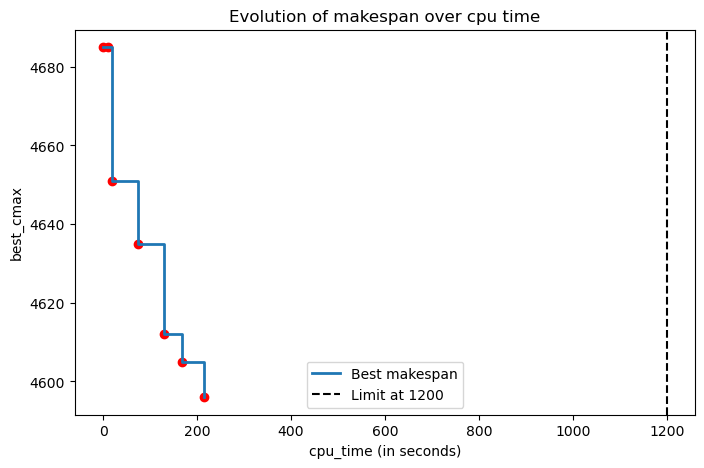 Evolution of makespan over cpu time
best_cmax
4680
4660
4640
4620
4600
Best makespan
Limit at 1200
0 200 400 600 800 1000 1200
cpu_time (in seconds)